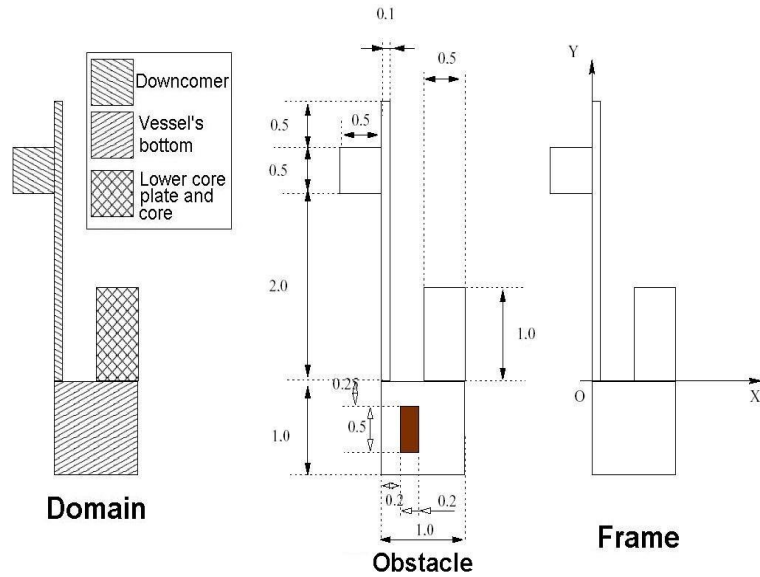 Downcomer
Vessel's
bottom
Lower core
plate and
core
Domain
0.1
0.5
0.5
0.5
0.5
2.0
1.0
0.25
0.5
1.0
0.2
0.2
1.0
Obstacle
Y
O
X
Frame